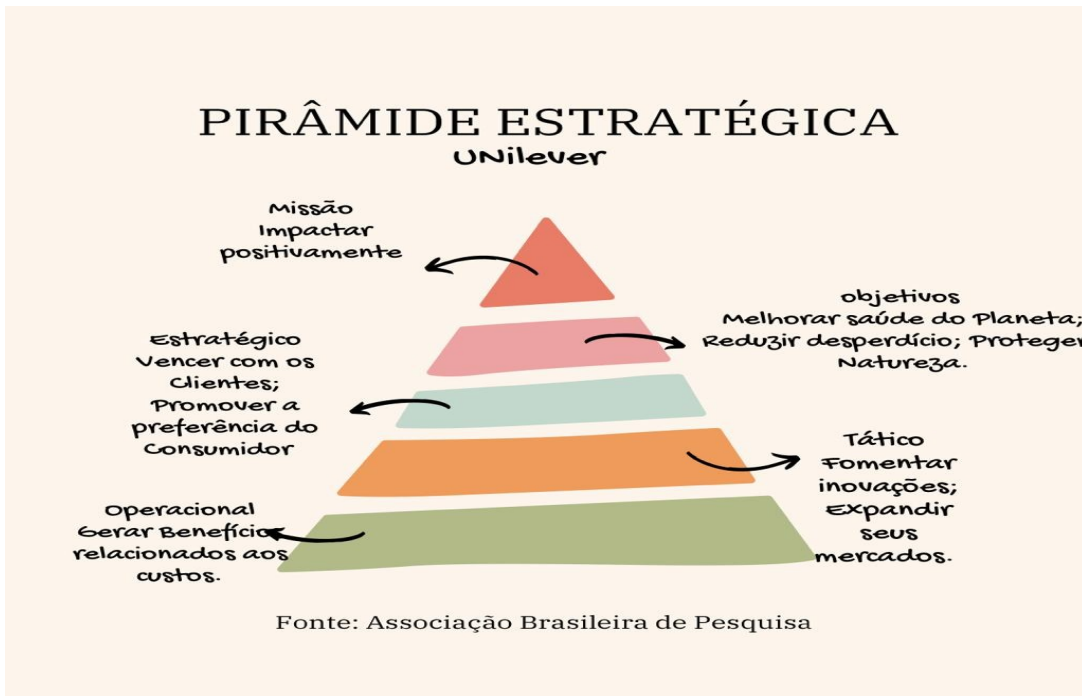 PIRÂMIDE ESTRATÉGICA
UNilever
Missão
Impactar
positivamente
objetivos
Melhorar saúde do Planeta;
Reduzir desperdício; Proteger
Natureza.
Estratégico
Vencer com os
Clientes;
Promover a
preferência do
Consumidor
Tático
Fomentar
inovações;
Expandir
seus
mercados.
Operacional
Gerar Benefícios
relacionados aos
custos.
Fonte: Associação Brasileira de Pesquisa